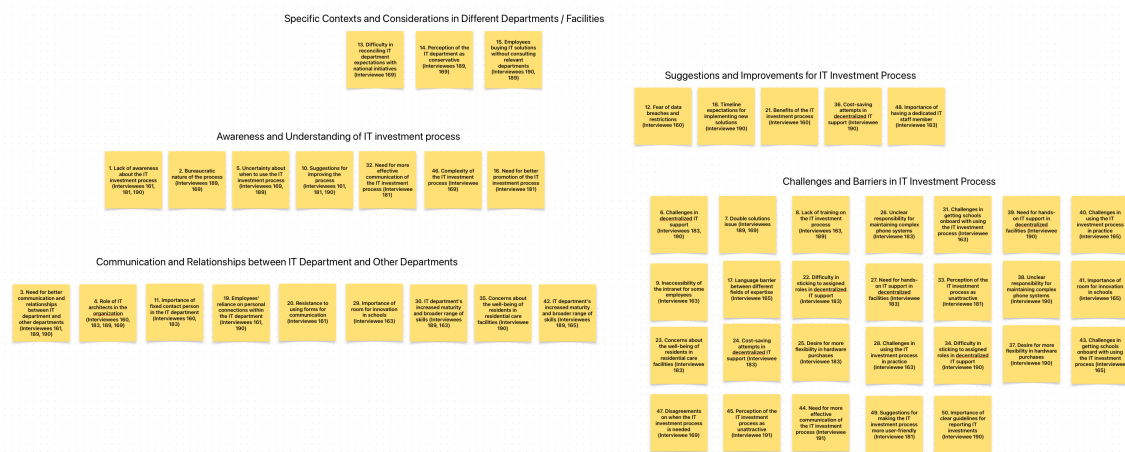 Specific Contexts and Considerations in Different Departments / Facilities
13. Difficulty in
reconciling IT
department
expectations with
national initiatives
(Interviewee 169)
14. Perception of the
IT department as
conservative
(Interviewees 189,
169)
15. Employees
buying IT solutions
without consulting
relevant
departments
(Interviewees 190,
189)
Suggestions and Improvements for IT Investment Process
12. Fear of data
breaches and
restrictions
(Interviewee 160)
18. Timeline
expectations for
implementing new
solutions
(Interviewee 190)
21. Benefits of the IT
investment process
(Interviewee 160)
36. Cost-saving
attempts in
decentralized IT
support (Interviewee
190)
48. Importance of
having a dedicated IT
staff member
(Interviewee 183)
Awareness and Understanding of IT investment process
1. Lack of awareness
about the IT
investment process
(Interviewees 161,
181, 190)
2. Bureaucratic
nature of the process
(Interviewees 189,
169)
5. Uncertainty about
when to use the IT
investment process
(Interviewees 169, 189)
10. Suggestions for
improving the
process
(Interviewees 161,
181, 190)
32. Need for more
effective
communication of
the IT investment
process (Interviewee
181)
46. Complexity of
the IT investment
process (Interviewee
169)
16. Need for better
promotion of the IT
investment process
(Interviewee 181)
Challenges and Barriers in IT Investment Process
6. Challenges in
decentralized IT
support
(Interviewees 183,
190)
7. Double solutions
issue (Interviewees
189, 169)
8. Lack of training on
the IT investment
process
(Interviewees 163,
189)
26. Unclear
responsibility for
maintaining complex
phone systems
(Interviewee 183)
31. Challenges in
getting schools
onboard with using
the IT investment
process (Interviewee
163)
39. Need for hands-
on IT support in
decentralized
facilities (Interviewee
190)
40. Challenges in
using the IT
investment process
in practice
(Interviewee 165)
9. Inaccessibility of
the intranet for some
employees
(Interviewee 163)
17. Language barrier
between different
fields of expertise
(Interviewee 165)
22. Difficulty in
sticking to assigned
roles in decentralized
IT support
(Interviewee 183)
27. Need for hands-
on IT support in
decentralized
facilities (Interviewee
183)
33. Perception of the
IT investment
process as
unattractive
(Interviewee 181)
38. Unclear
responsibility for
maintaining complex
phone systems
(Interviewee 190)
41. Importance of
room for innovation
in schools
(Interviewee 165)
23. Concerns about
the well-being of
residents in
residential care
facilities (Interviewee
183)
24. Cost-saving
attempts in
decentralized IT
support (Interviewee
183)
25. Desire for more
flexibility in hardware
purchases
(Interviewee 183)
28. Challenges in
using the IT
investment process
in practice
(Interviewee 163)
34. Difficulty in
sticking to assigned
roles in decentralized
IT support
(Interviewee 190)
37. Desire for more
flexibility in hardware
purchases
(Interviewee 190)
43. Challenges in
getting schools
onboard with using
the IT investment
process (Interviewee
165)
47. Disagreements
on when the IT
investment process
is needed
(Interviewee 169)
45. Perception of the
IT investment
process as
unattractive
(Interviewee 191)
44. Need for more
effective
communication of
the IT investment
process (Interviewee
191)
49. Suggestions for
making the IT
investment process
more user-friendly
(Interviewee 181)
50. Importance of
clear guidelines for
reporting IT
investments
(Interviewee 190)
Communication and Relationships between IT Department and Other Departments
3. Need for better
communication and
relationships
between IT
department and
other departments
(Interviewees 161,
189, 190)
4. Role of IT
architects in the
organization
(Interviewees 160,
183, 189, 169)
11. Importance of
fixed contact person
in the IT department
(Interviewees 160,
183)
19. Employees'
reliance on personal
connections within
the IT department
(Interviewees 161,
190)
20. Resistance to
using forms for
communication
(Interviewee 161)
29. Importance of
room for innovation
in schools
(Interviewee 163)
30. IT department's
increased maturity
and broader range of
skills (Interviewees
189, 163)
35. Concerns about
the well-being of
residents in
residential care
facilities (Interviewee
190)
42. IT department's
increased maturity
and broader range of
skills (Interviewees
189, 165)